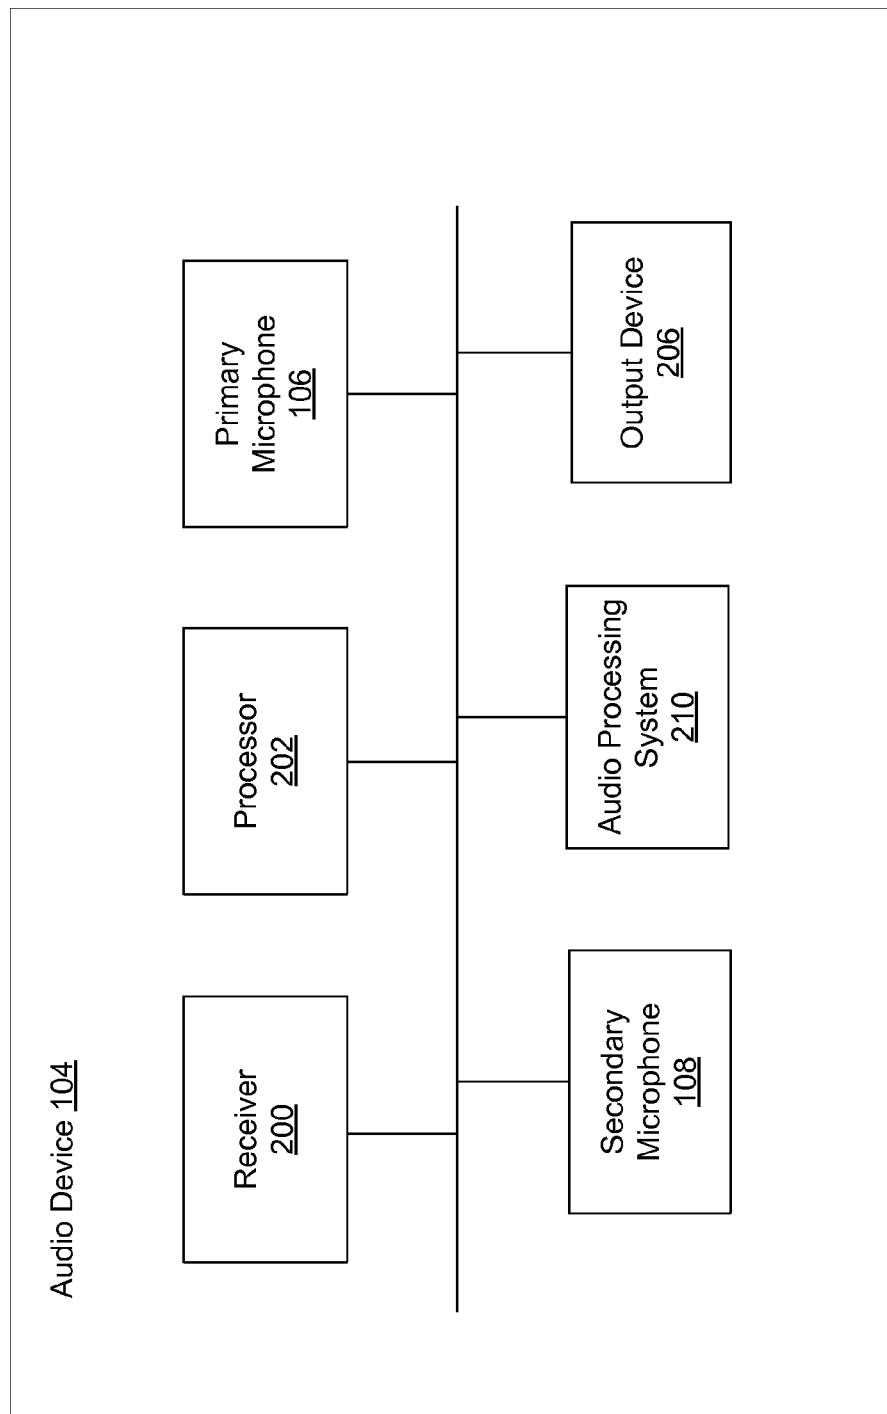 Audio Device 104
Receiver
200
Processor
202
Primary
Microphone
106
Secondary
Microphone
108
Audio Processing
System
210
Output Device
206